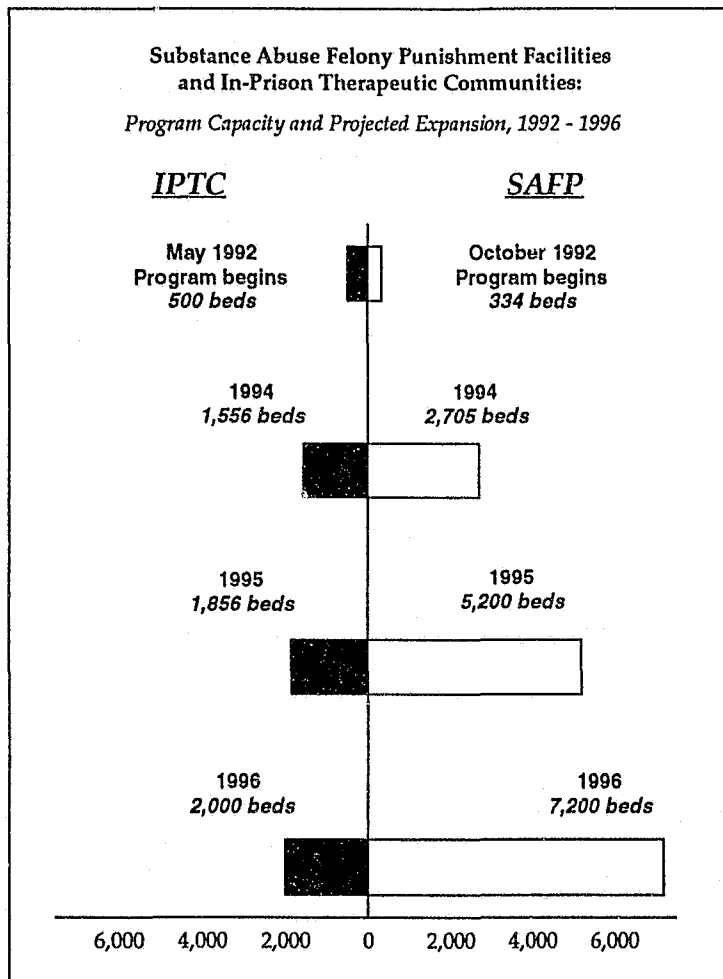 Substance Abuse Felony Punishment Facilities
and In-Prison Therapeutic Communities:
Program Capacity and Projected Expansion, 1992 - 1996
IPTC
SAFP
May 1992
Program begins
500 beds
October 1992
Program begins
334 beds
1994
1,556 beds
1994
2,705 beds
1995
1,856 beds
1995
5,200 beds
1996
2,000 beds
1996
7,200 beds
6,000 4,000 2,000 0 2,000 4,000 6,000